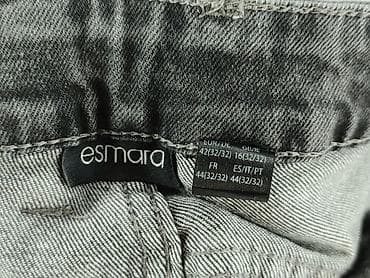 esmara
EUR/DE GB/IE
42(32/32) 16(32/32)
FR ES/IT/PT
44(32/32) 44(32/32)